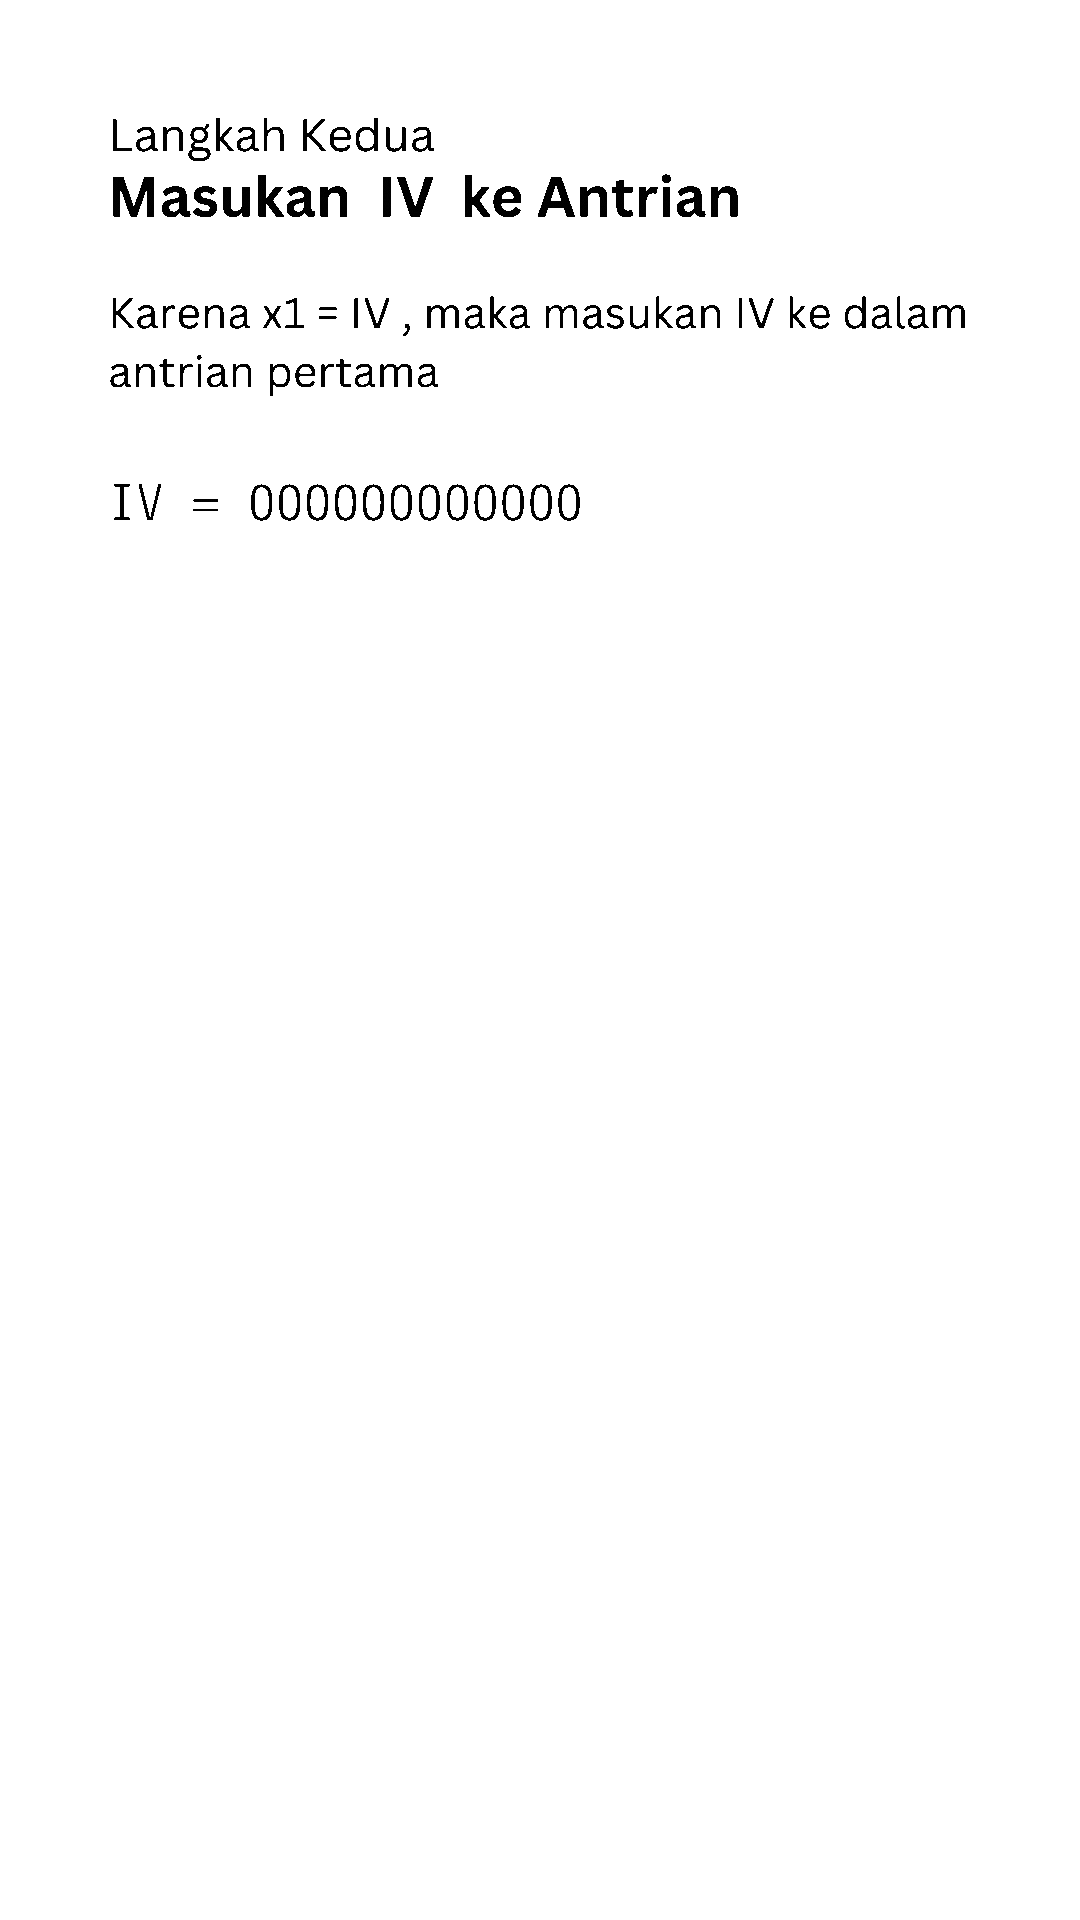 Langkah Kedua
Masukan IV ke Antrian
Karena x1 = IV , maka masukan IV ke dalam
antrian pertama
IV = 000000000000